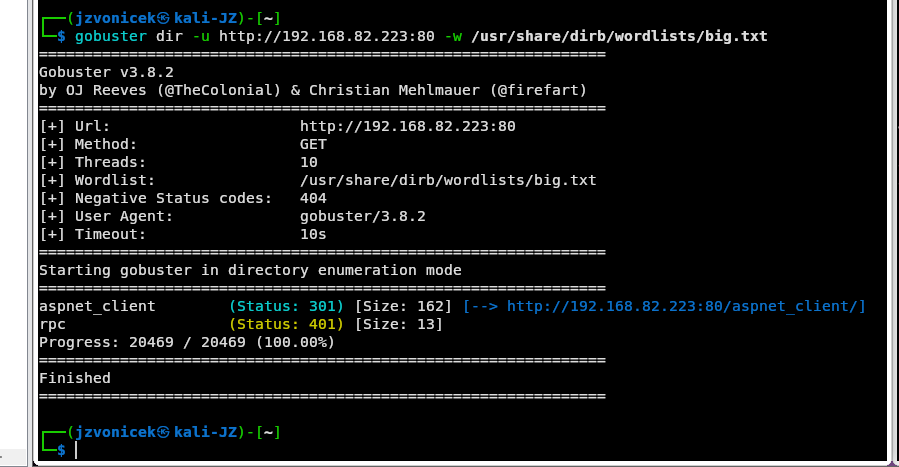 ┌──(jzvonicek㉿kali-JZ)-[~]
└─$ gobuster dir -u http://192.168.82.223:80 -w /usr/share/dirb/wordlists/big.txt
===============================================================
Gobuster v3.8.2
by OJ Reeves (@TheColonial) & Christian Mehlmauer (@firefart)
===============================================================
[+] Url:                     http://192.168.82.223:80
[+] Method:                  GET
[+] Threads:                 10
[+] Wordlist:                /usr/share/dirb/wordlists/big.txt
[+] Negative Status codes:   404
[+] User Agent:              gobuster/3.8.2
[+] Timeout:                 10s
===============================================================
Starting gobuster in directory enumeration mode
===============================================================
aspnet_client        (Status: 301) [Size: 162] [--> http://192.168.82.223:80/aspnet_client/]
rpc                  (Status: 401) [Size: 13]
Progress: 20469 / 20469 (100.00%)
===============================================================
Finished
===============================================================
┌──(jzvonicek㉿kali-JZ)-[~]
└─$